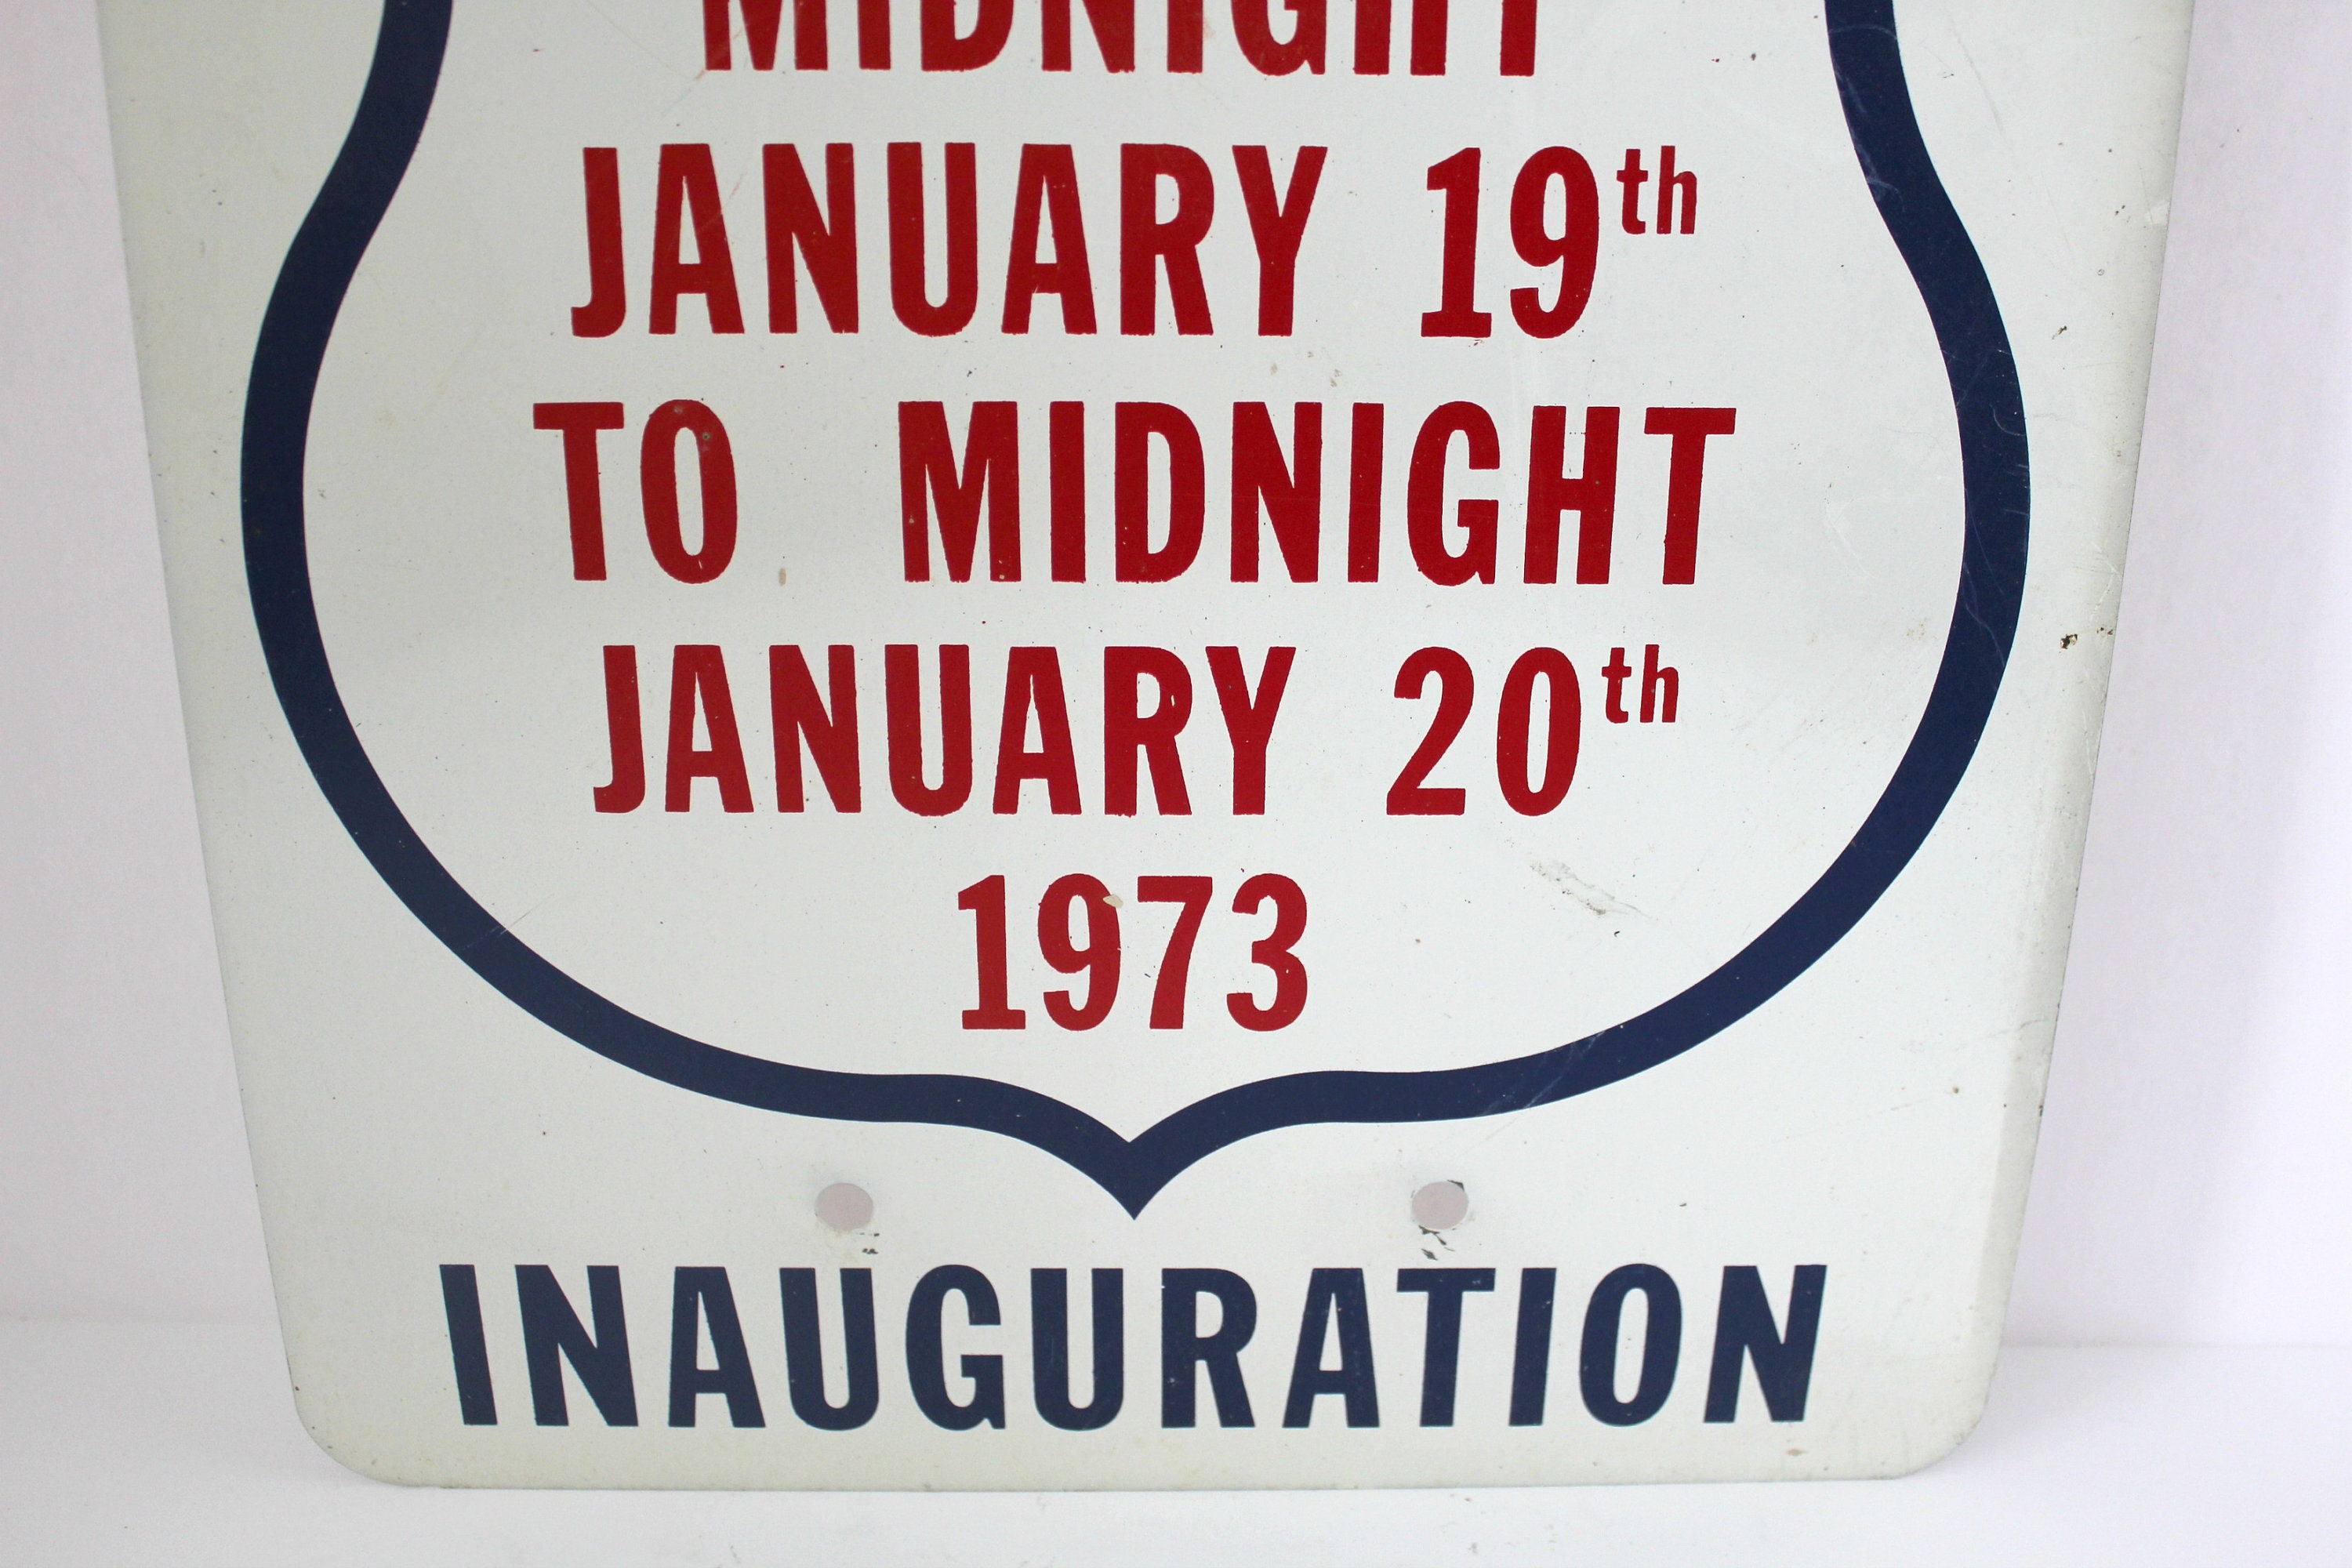 MIDNIGHT
JANUARY 19th
TO MIDNIGHT
JANUARY 20th
1973
INAUGURATION